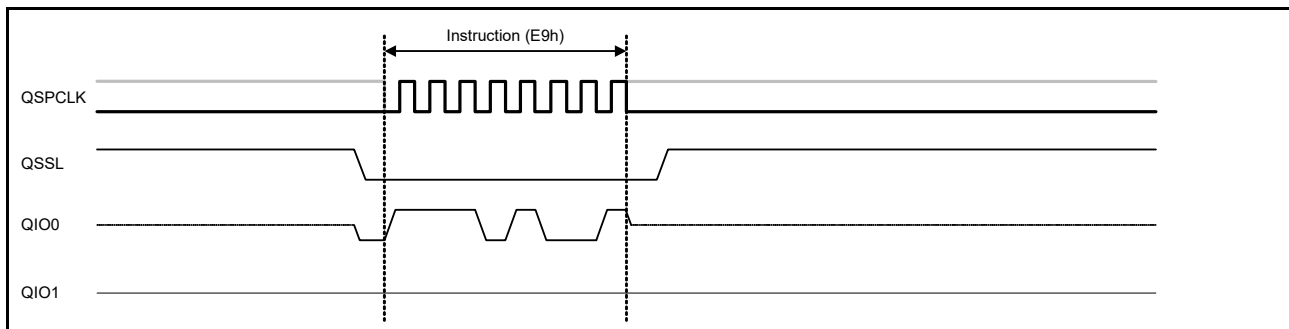 Instruction (E9h)
QSPCLK
QSSL
QIO0
QIO1